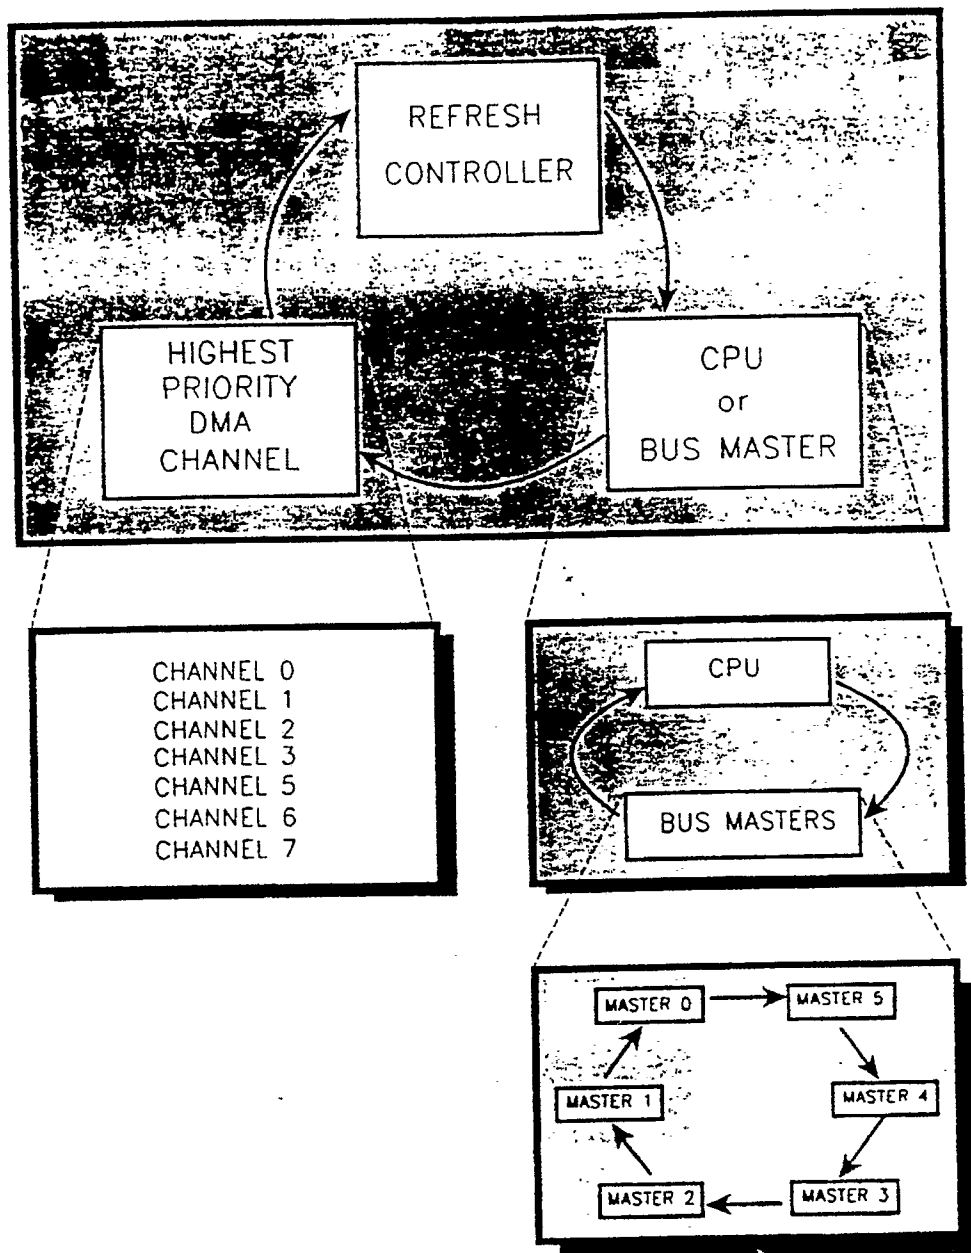 REFRESH
CONTROLLER
HIGHEST
PRIORITY
DMA
CHANNEL
CPU
or
BUS MASTER
CHANNEL 0
CHANNEL 1
CHANNEL 2
CHANNEL 3
CHANNEL 5
CHANNEL 6
CHANNEL 7
CPU
BUS MASTERS
MASTER 0
MASTER 5
MASTER 1
MASTER 4
MASTER 2
MASTER 3